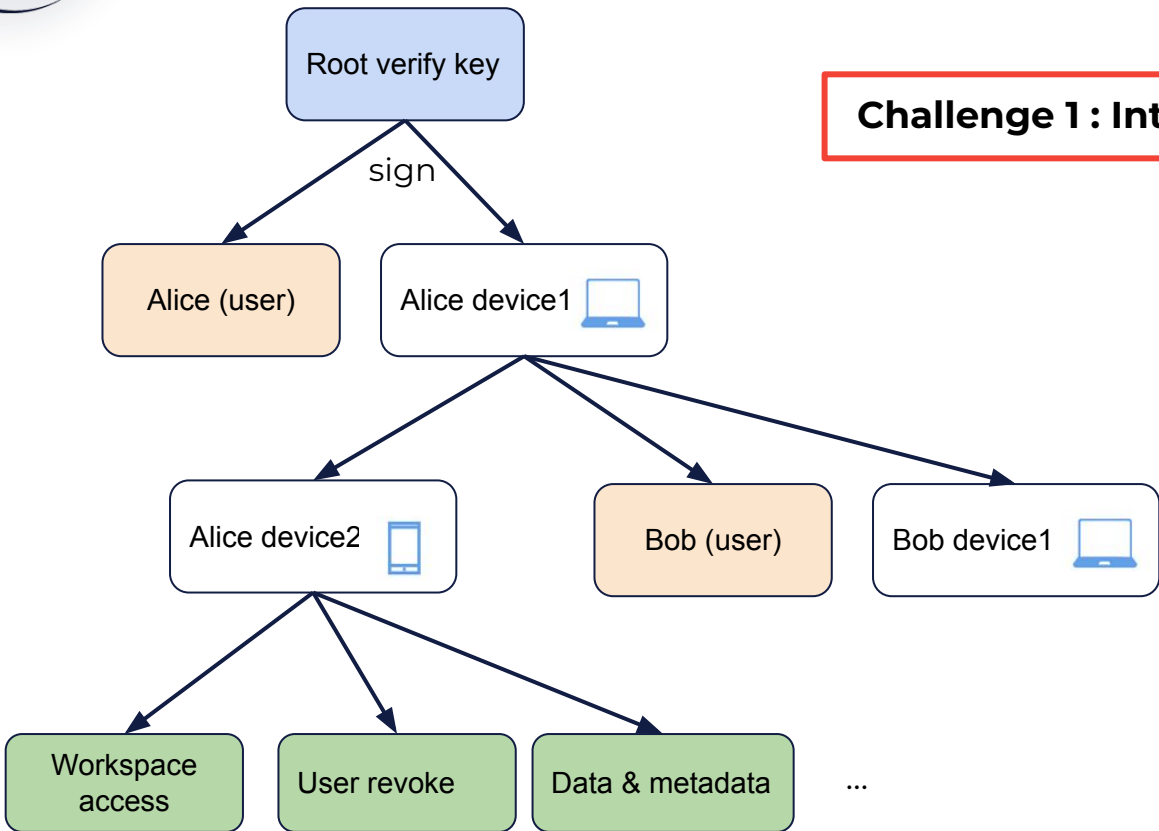 Root verify key
Challenge 1 : Int
sign
Alice (user)
Alice device1
Alice device2
Bob (user)
Bob device1
Workspace
access
User revoke
Data & metadata
...